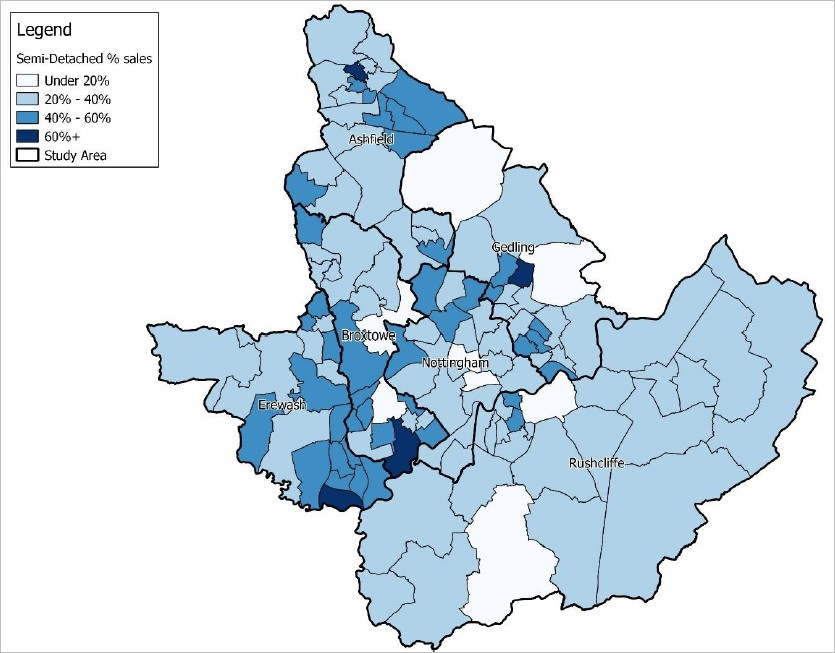 Legend
Semi-Detached % sales
Under 20%
20% - 40%
40% - 60%
60%+
Study Area
Ashfield
Gedling
Broxtowe
Nottingham
Erewash
Rushcliffe